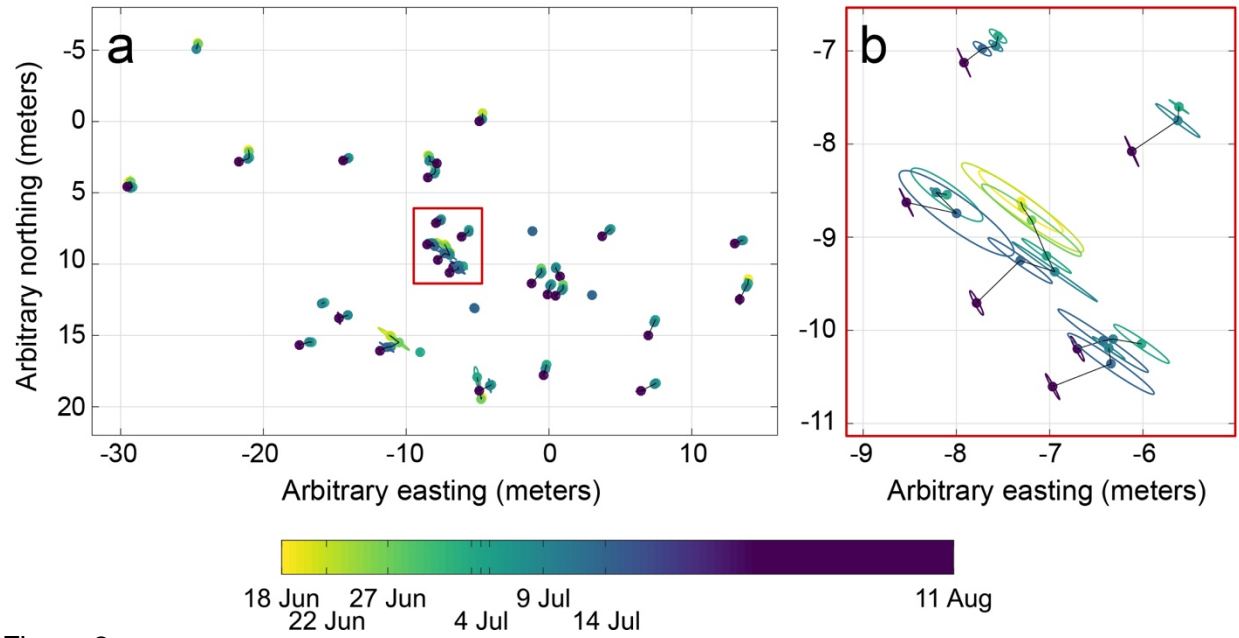 a
b
-5
0
5
10
15
20
-30
-20
-10
0
10
Arbitrary northing (meters)
Arbitrary easting (meters)
-7
-8
-9
-10
-11
-9
-8
-7
-6
Arbitrary easting (meters)
18 Jun
22 Jun
27 Jun
4 Jul
9 Jul
14 Jul
11 Aug